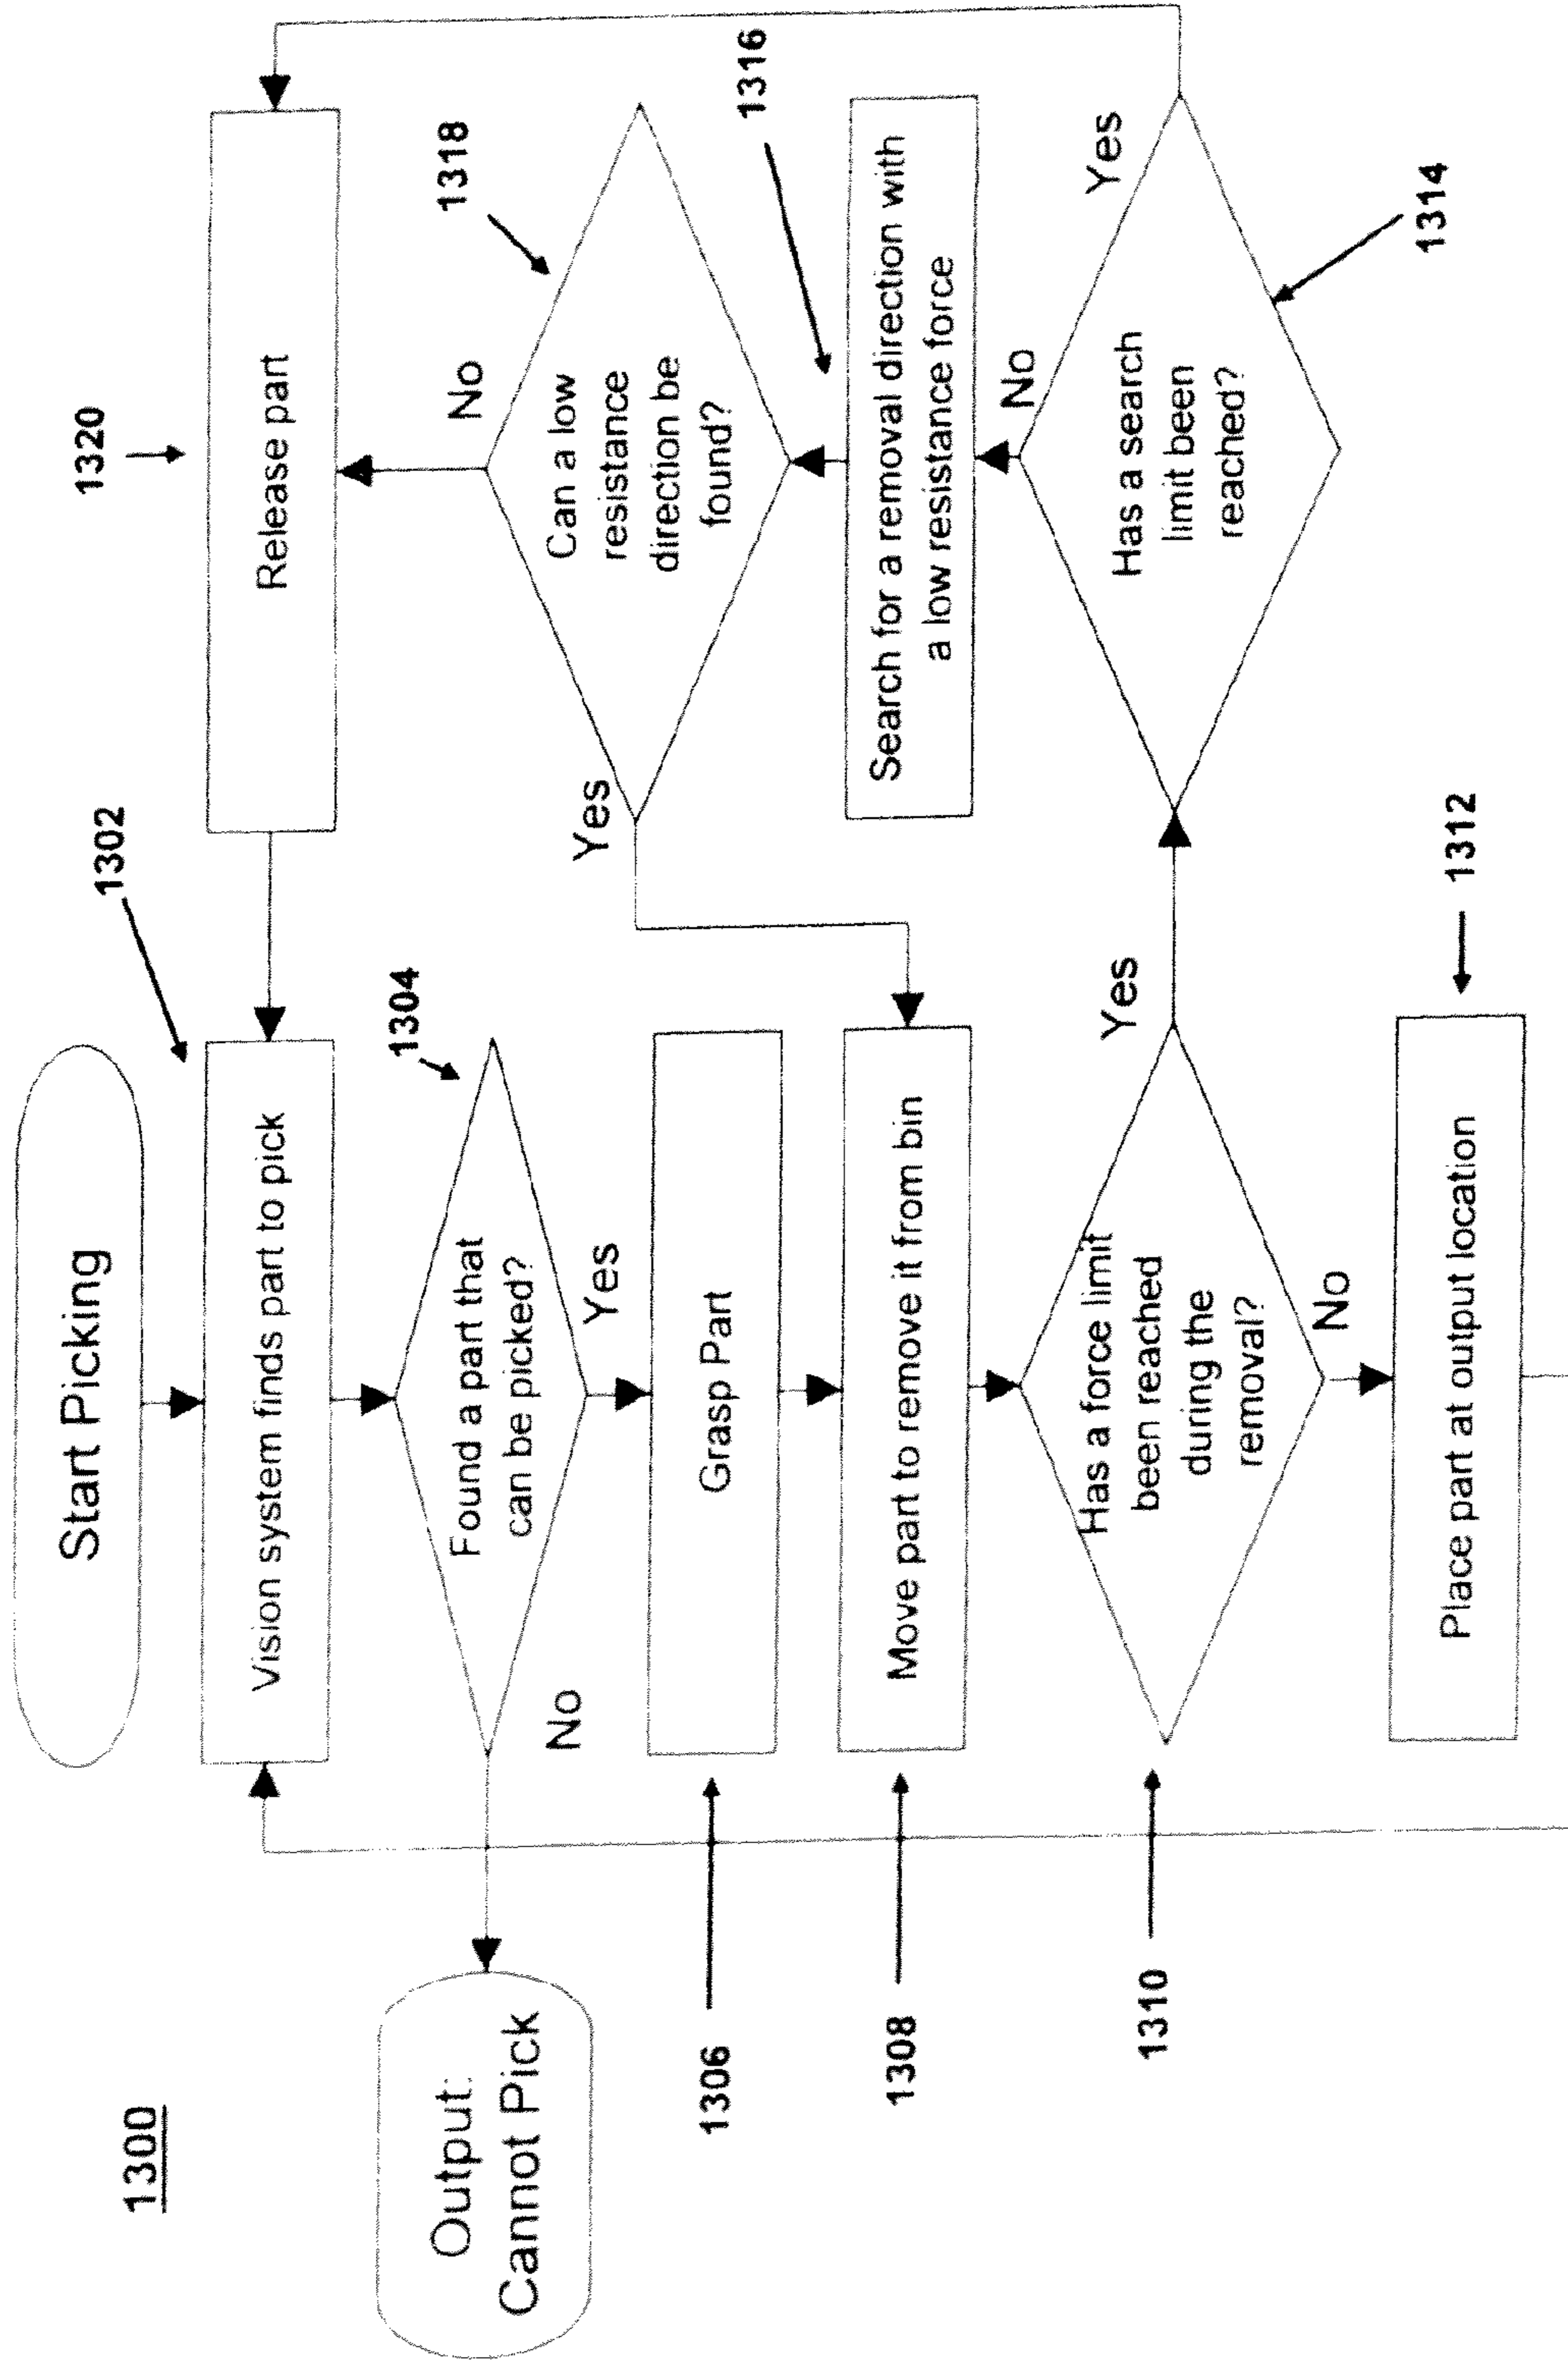 1300
Start Picking
1302
Vision system finds part to pick
1304
Found a part that
can be picked?
No
Yes
Output:
Cannot Pick
1306
Grasp Part
1308
Move part to remove it from bin
1310
Has a force limit
been reached
during the
removal?
Yes
No
1312
Place part at output location
1314
Has a search
limit been
reached?
Yes
No
1316
Search for a removal direction with
a low resistance force
1318
Can a low
resistance
direction be
found?
Yes
No
1320
Release part